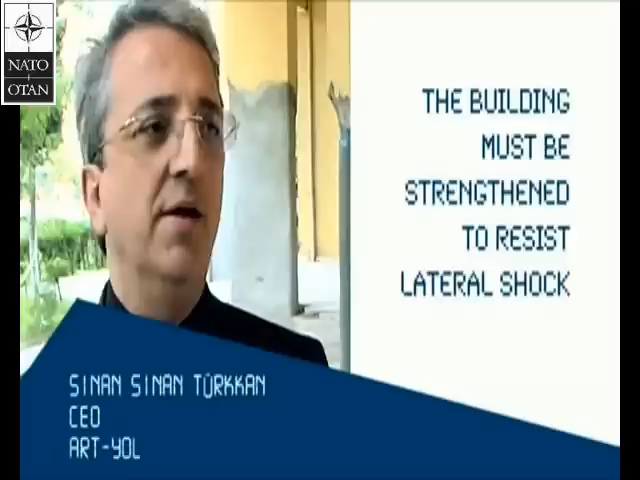 NATO
OTAN
THE BUILDING
MUST BE
STRENGTHENED
TO RESIST
LATERAL SHOCK
SINAN SINAN TÜRKKAN
CEO
ART-YOL